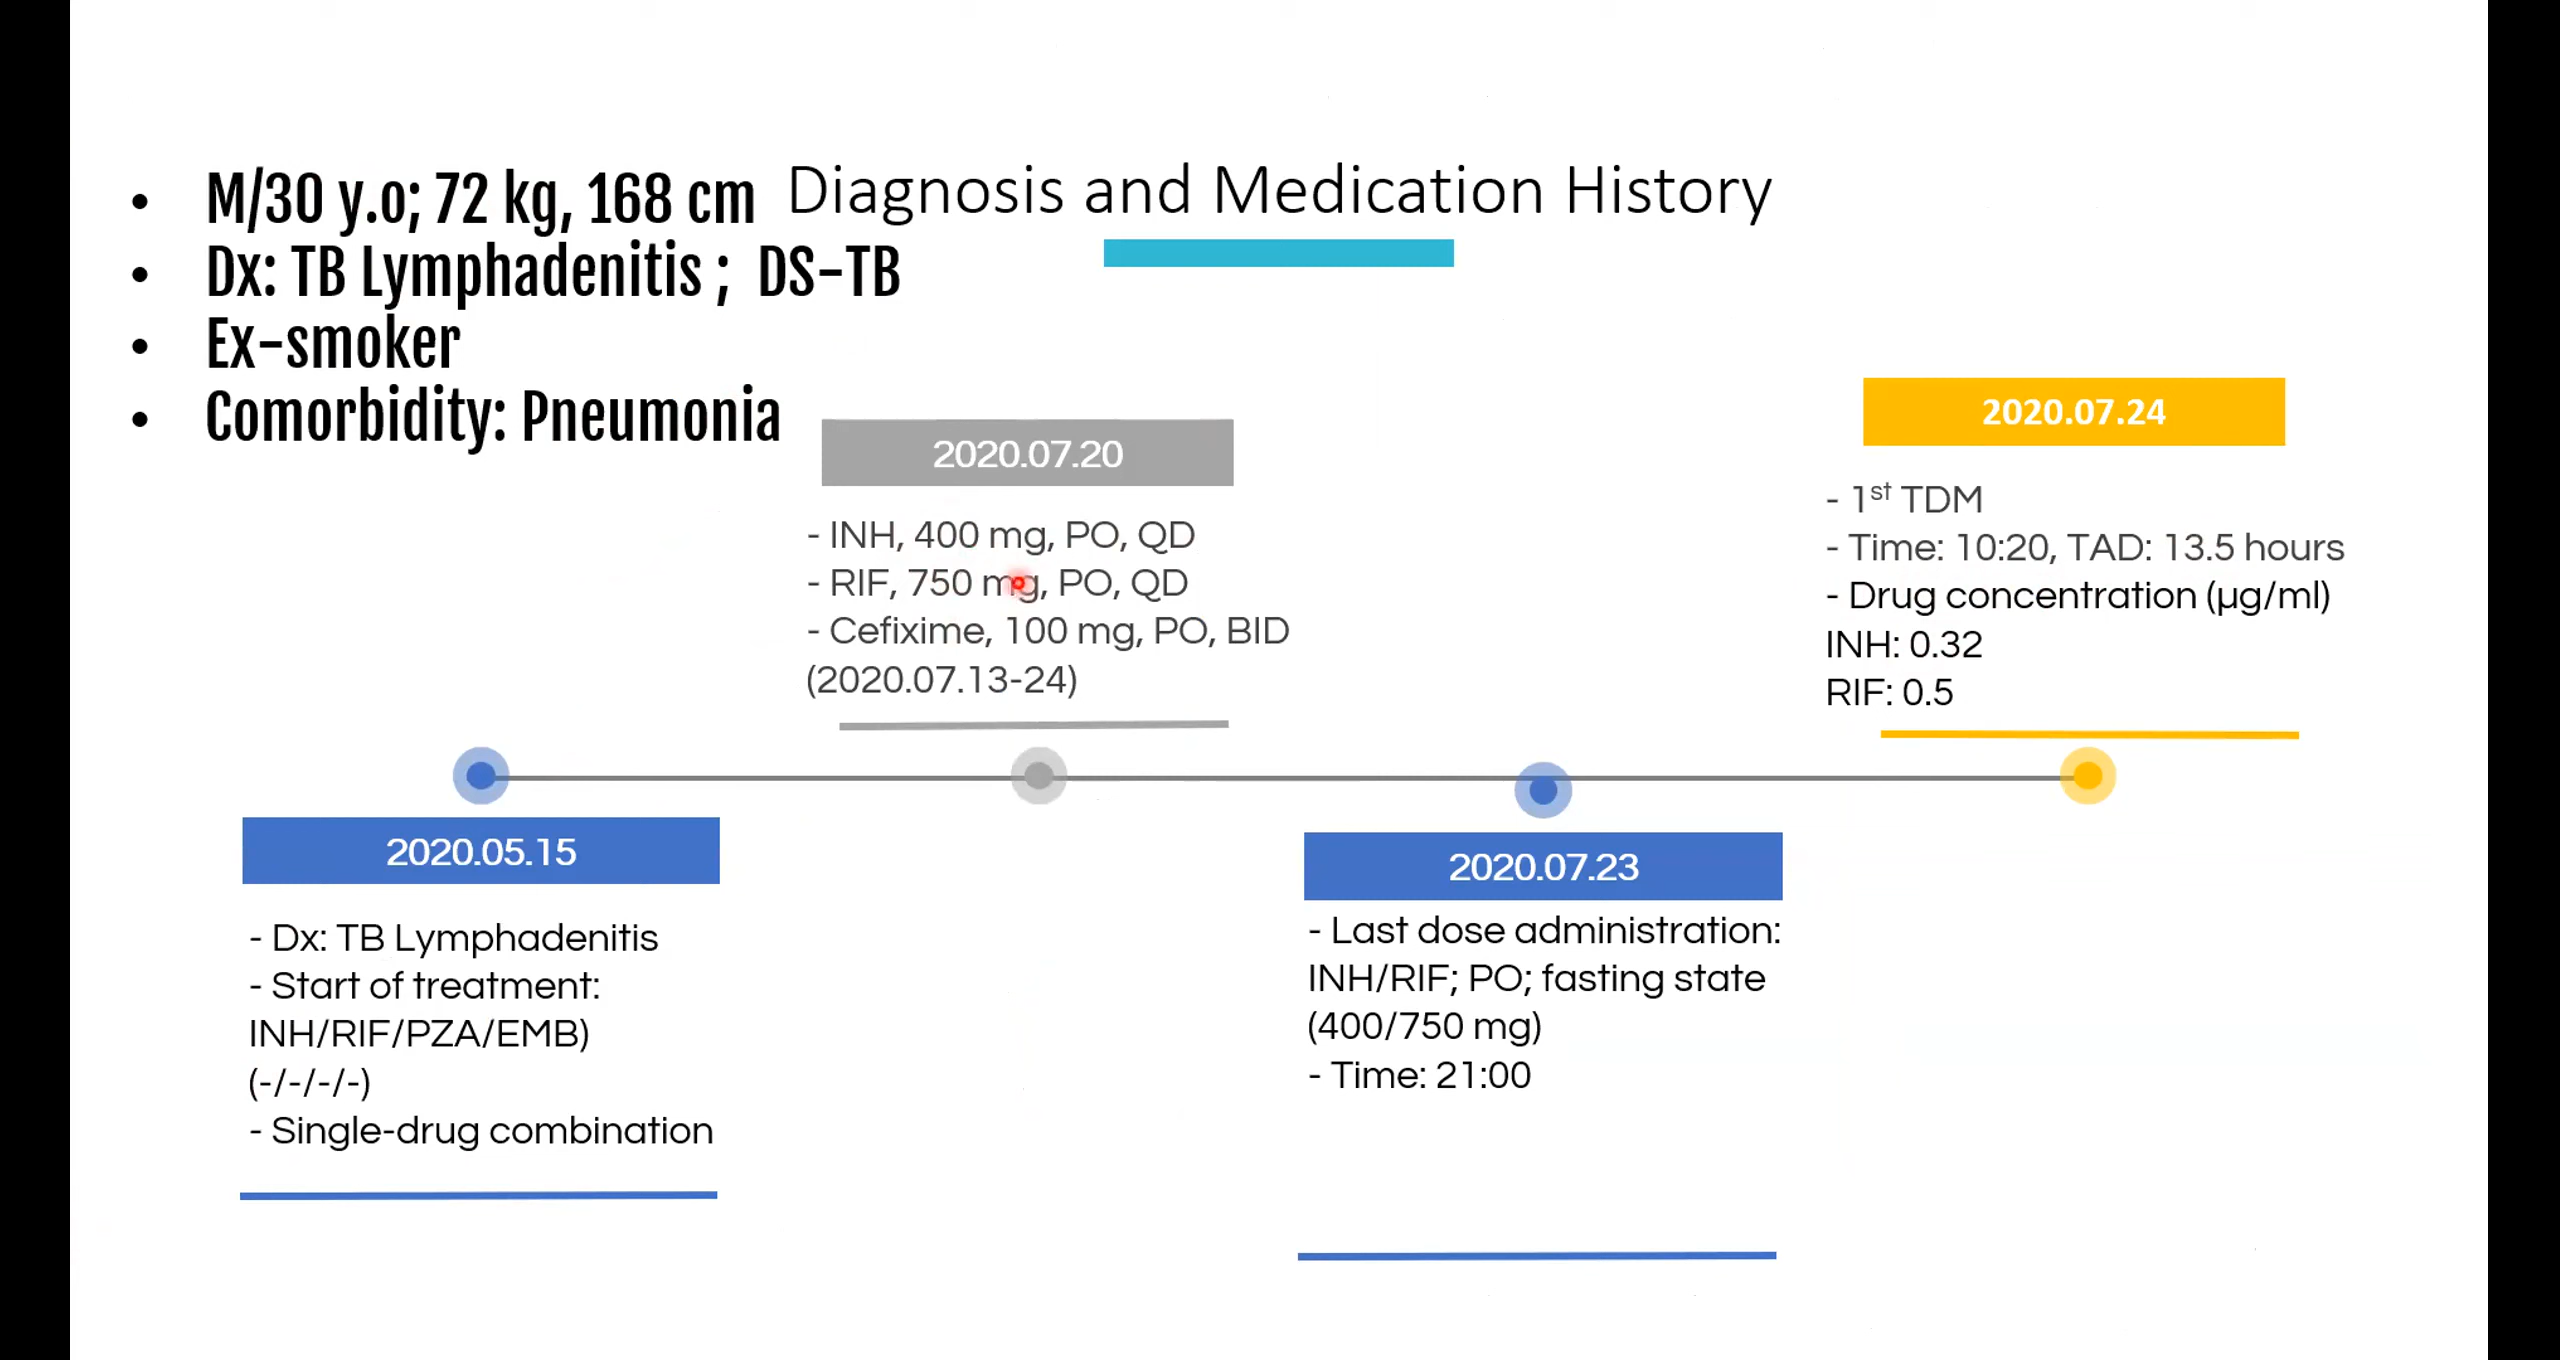 Diagnosis and Medication History
• M/30 y.o; 72 kg, 168 cm
• Dx: TB Lymphadenitis ; DS-TB
• Ex-smoker
• Comorbidity: Pneumonia
2020.05.15
- Dx: TB Lymphadenitis
- Start of treatment:
INH/RIF/PZA/EMB)
(-/-/-/-)
- Single-drug combination
2020.07.20
- INH, 400 mg, PO, QD
- RIF, 750 mg, PO, QD
- Cefixime, 100 mg, PO, BID
(2020.07.13-24)
2020.07.23
- Last dose administration:
INH/RIF; PO; fasting state
(400/750 mg)
- Time: 21:00
2020.07.24
- 1st TDM
- Time: 10:20, TAD: 13.5 hours
- Drug concentration (µg/ml)
INH: 0.32
RIF: 0.5